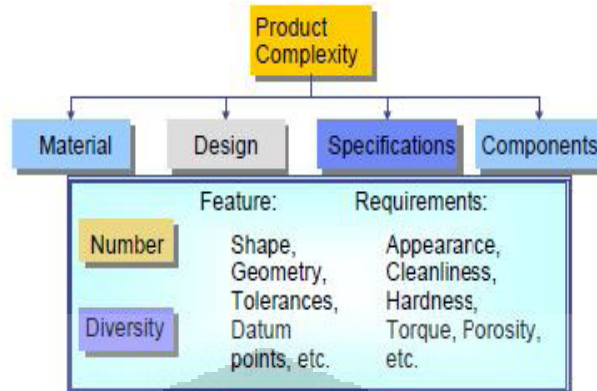 Product
Complexity
Material
Design
Specifications
Components
Feature:
Requirements:
Number
Shape,
Geometry,
Tolerances,
Datum
points, etc.
Appearance,
Cleanliness,
Hardness,
Torque, Porosity,
etc.
Diversity